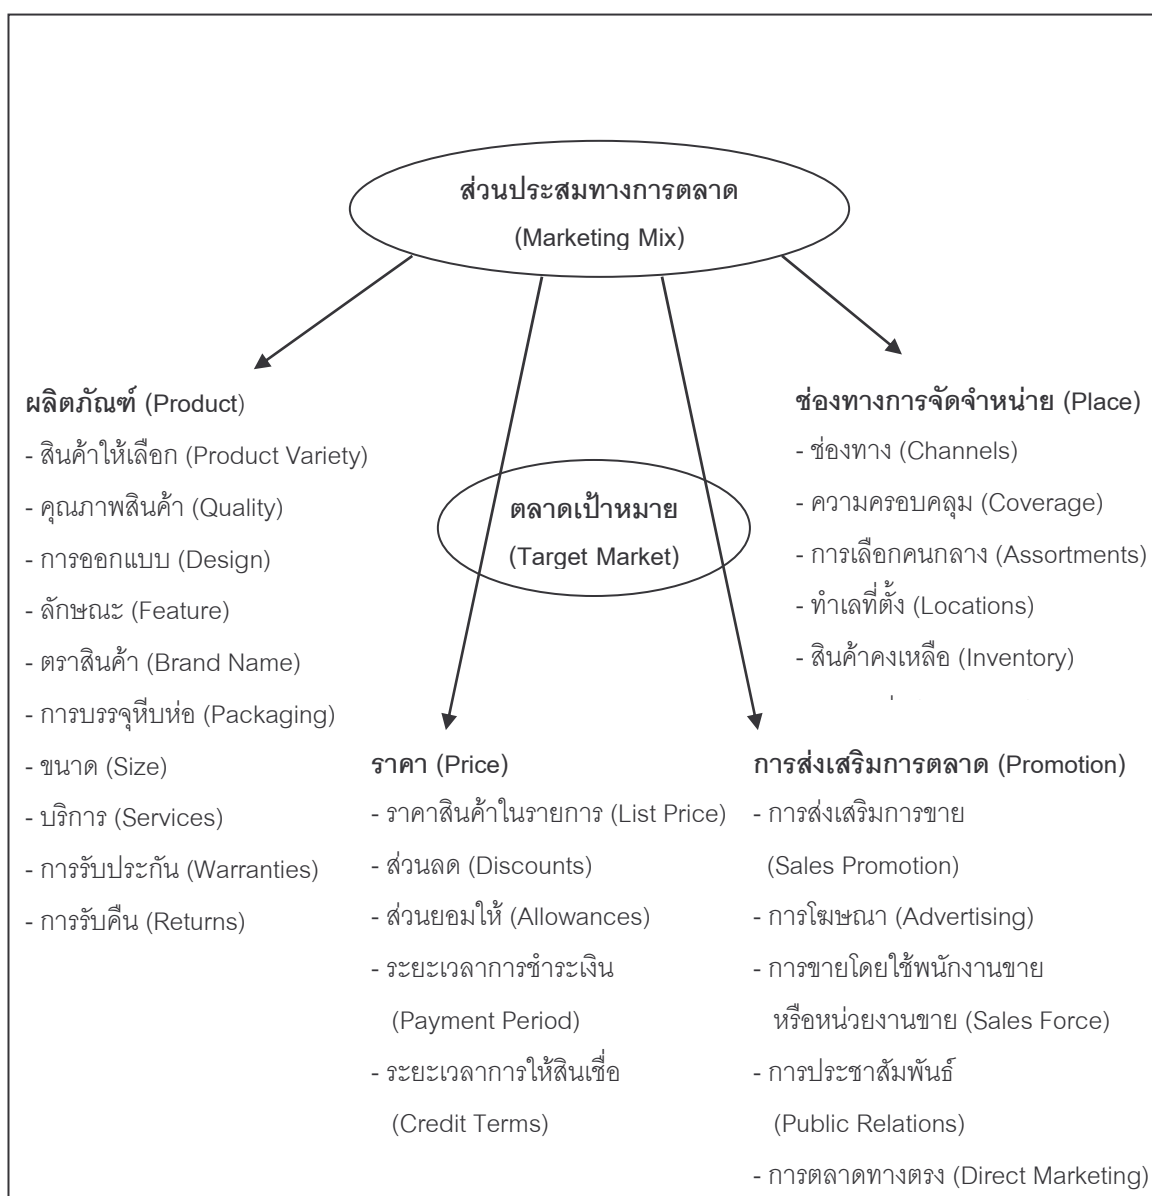 ส่วนประสมทางการตลาด
(Marketing Mix)
ผลิตภัณฑ์ (Product)
- สินค้าให้เลือก (Product Variety)
- คุณภาพสินค้า (Quality)
- การออกแบบ (Design)
- ลักษณะ (Feature)
- ตราสินค้า (Brand Name)
- การบรรจุหีบห่อ (Packaging)
- ขนาด (Size)
- บริการ (Services)
- การรับประกัน (Warranties)
- การรับคืน (Returns)
ตลาดเป้าหมาย
(Target Market)
ช่องทางการจัดจำหน่าย (Place)
- ช่องทาง (Channels)
- ความครอบคลุม (Coverage)
- การเลือกคนกลาง (Assortments)
- ทำเลที่ตั้ง (Locations)
- สินค้าคงเหลือ (Inventory)
ราคา (Price)
- ราคาสินค้าในรายการ (List Price)
- ส่วนลด (Discounts)
- ส่วนยอมให้ (Allowances)
- ระยะเวลาการชำระเงิน
(Payment Period)
- ระยะเวลาการให้สินเชื่อ
(Credit Terms)
การส่งเสริมการตลาด (Promotion)
- การส่งเสริมการขาย
(Sales Promotion)
- การโฆษณา (Advertising)
- การขายโดยใช้พนักงานขาย
หรือหน่วยงานขาย (Sales Force)
- การประชาสัมพันธ์
(Public Relations)
- การตลาดทางตรง (Direct Marketing)